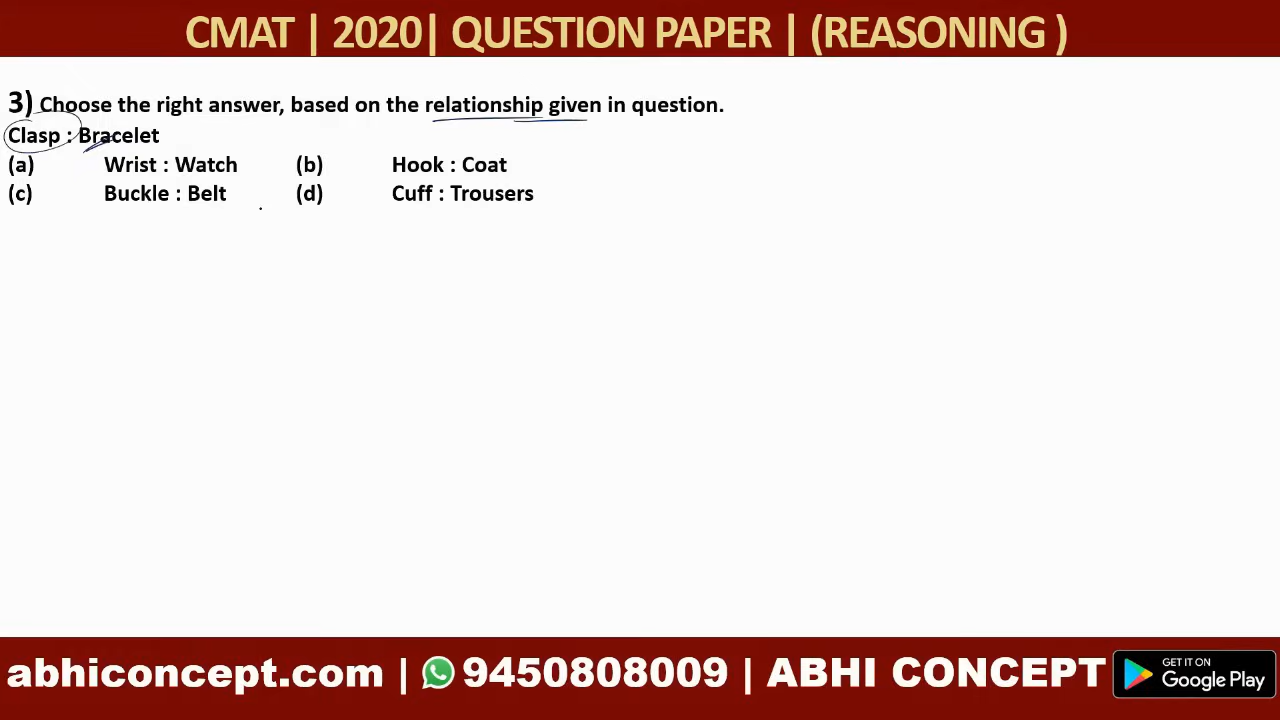 CMAT | 2020| QUESTION PAPER | (REASONING )
3) Choose the right answer, based on the relationship given in question.
Clasp : Bracelet
(a) Wrist : Watch (b) Hook : Coat
(c) Buckle : Belt (d) Cuff : Trousers
abhiconcept.com | 9450808009 | ABHI CONCEPT GET IT ON Google Play